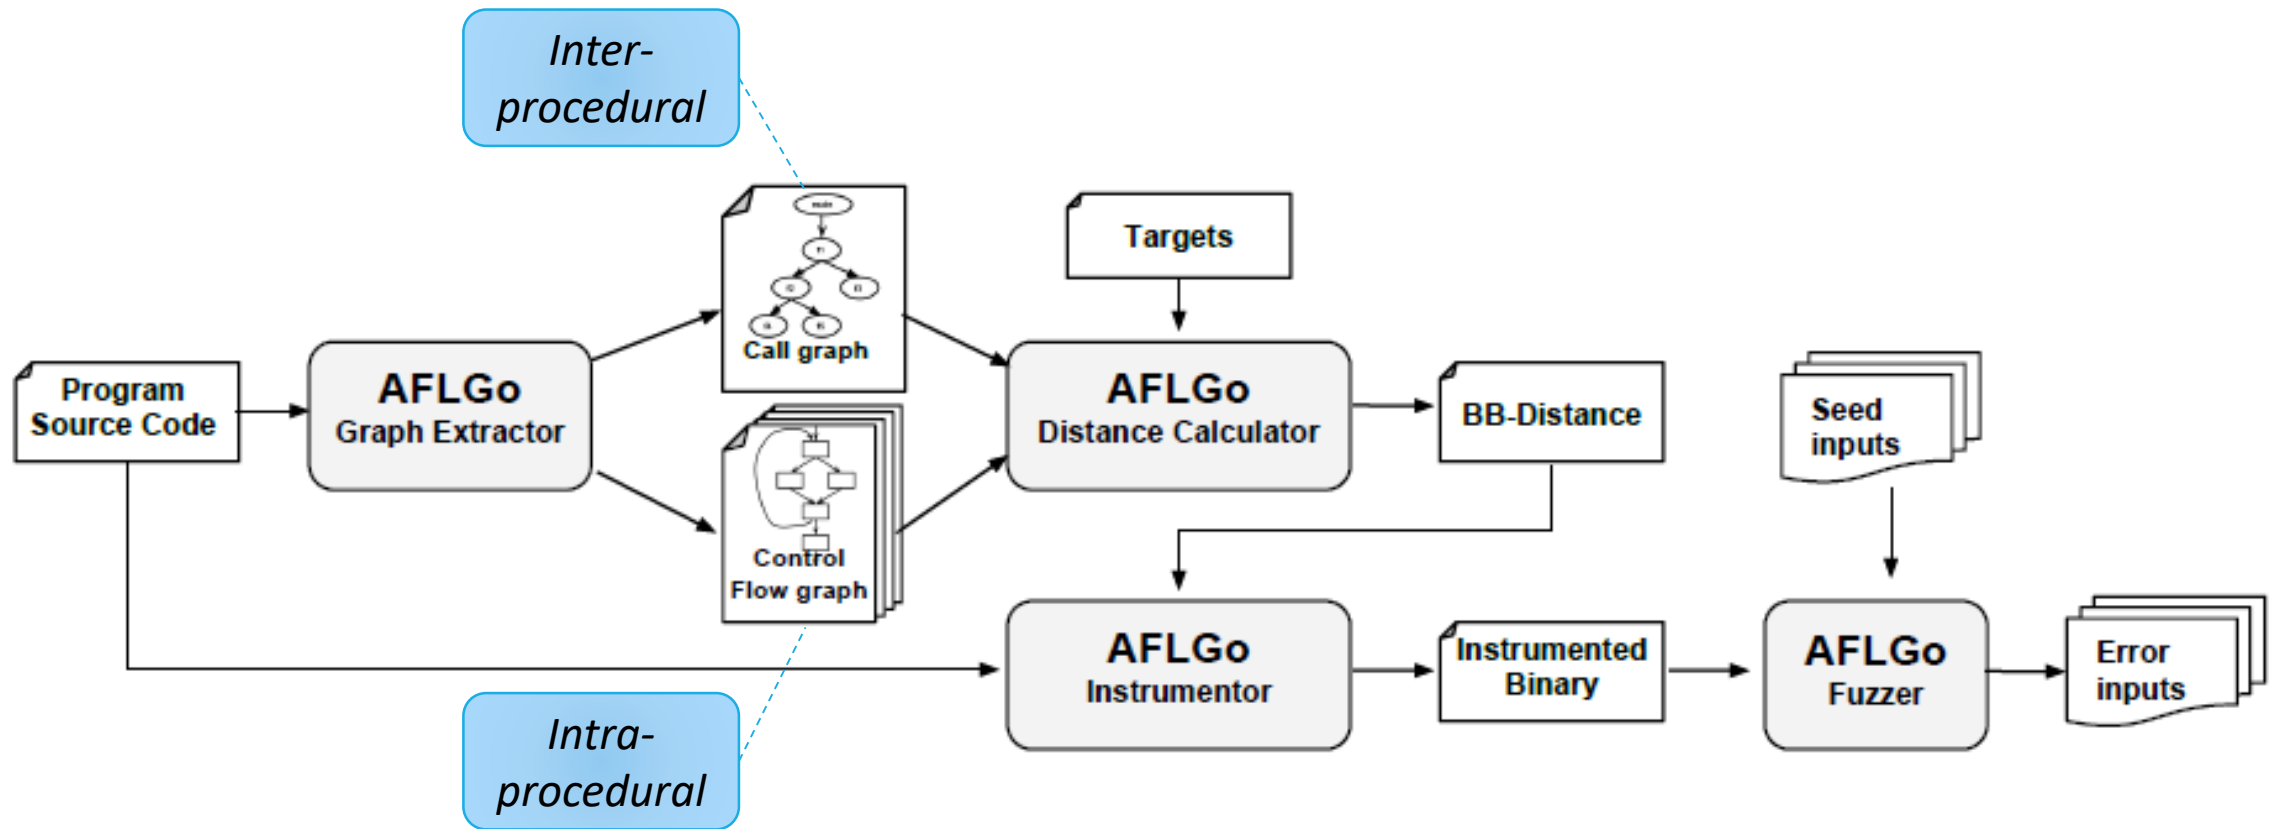 Inter-
procedural
main
Call graph
Targets
Program
Source Code
AFLGo
Graph Extractor
AFLGo
Distance Calculator
BB-Distance
Seed
inputs
Control
Flow graph
AFLGo
Instrumentor
Instrumented
Binary
AFLGo
Fuzzer
Error
inputs
Intra-
procedural